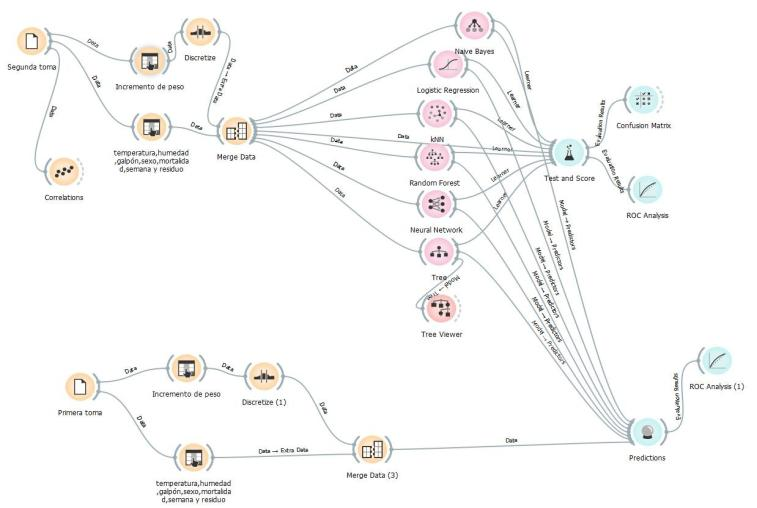 Segunda toma
Data
Data
Data
Incremento de peso
Data
Discretize
Data → Extra Data
temperatura,humedad
,galpón,sexo,mortalida
d,semana y residuo
Data
Merge Data
Correlations
Data
Data
Data
Data
Data
Data
Data
Naive Bayes
Logistic Regression
kNN
Random Forest
Neural Network
Tree
Model → Tree
Tree Viewer
Learner
Learner
Learner
Learner
Learner
Learner
Test and Score
Evaluation Results
Evaluation Results
Confusion Matrix
ROC Analysis
Model → Predictors
Model → Predictors
Model → Predictors
Model → Predictors
Model → Predictors
Model → Predictors
Primera toma
Data
Data
Incremento de peso
Data
Discretize (1)
Data
temperatura,humedad
,galpón,sexo,mortalida
d,semana y residuo
Data → Extra Data
Merge Data (3)
Data
Predictions
Evaluation Results
ROC Analysis (1)